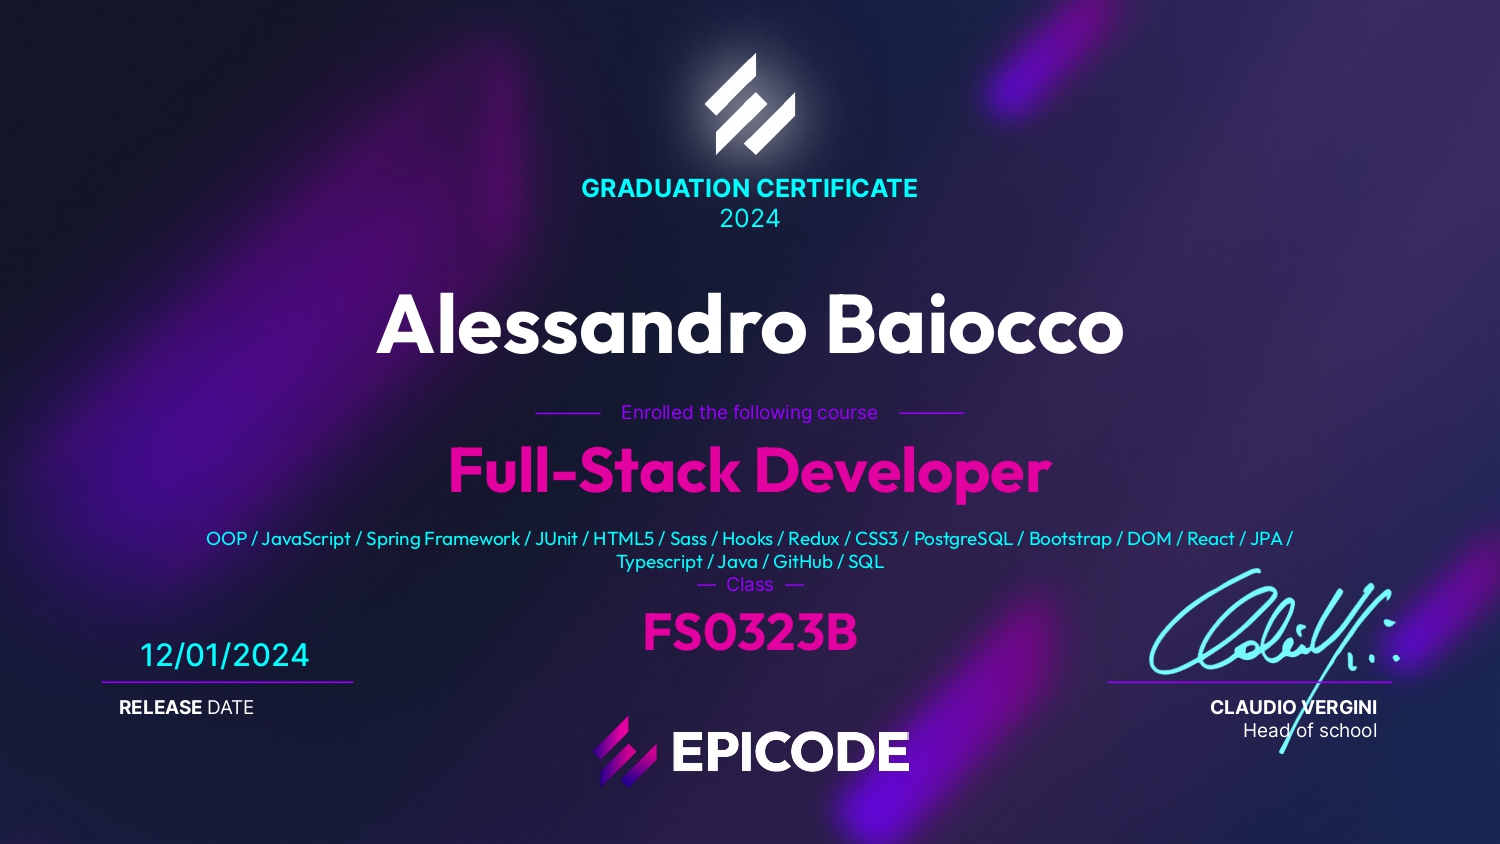 GRADUATION CERTIFICATE
2024
Alessandro Baiocco
Enrolled the following course
Full-Stack Developer
OOP / JavaScript / Spring Framework / JUnit / HTML5 / Sass / Hooks / Redux / CSS3 / PostgreSQL / Bootstrap / DOM / React / JPA /
Typescript / Java / GitHub / SQL
Class
FS0323B
12/01/2024
RELEASE DATE
CLAUDIO VERGINI
Head of school
EPICODE